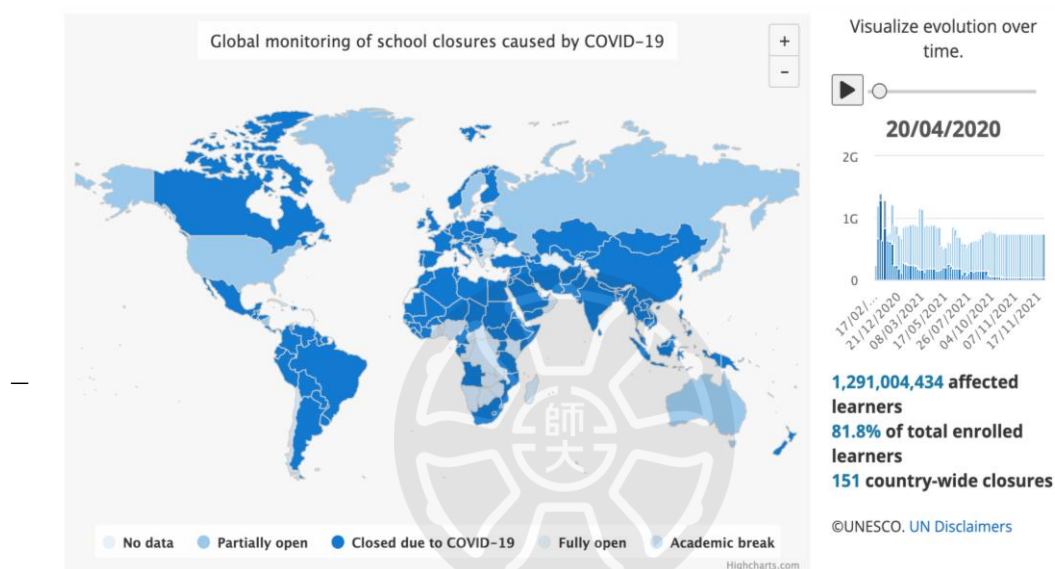 Global monitoring of school closures caused by COVID-19
+
−
Visualize evolution over
time.
20/04/2020
2G
1G
0
17/02/...
21/12/2020
08/03/2021
17/05/2021
26/07/2021
04/10/2021
07/11/2021
17/11/2021
1,291,004,434 affected
learners
81.8% of total enrolled
learners
151 country-wide closures
©UNESCO. UN Disclaimers
No data Partially open Closed due to COVID-19 Fully open Academic break
Highcharts.com
師大